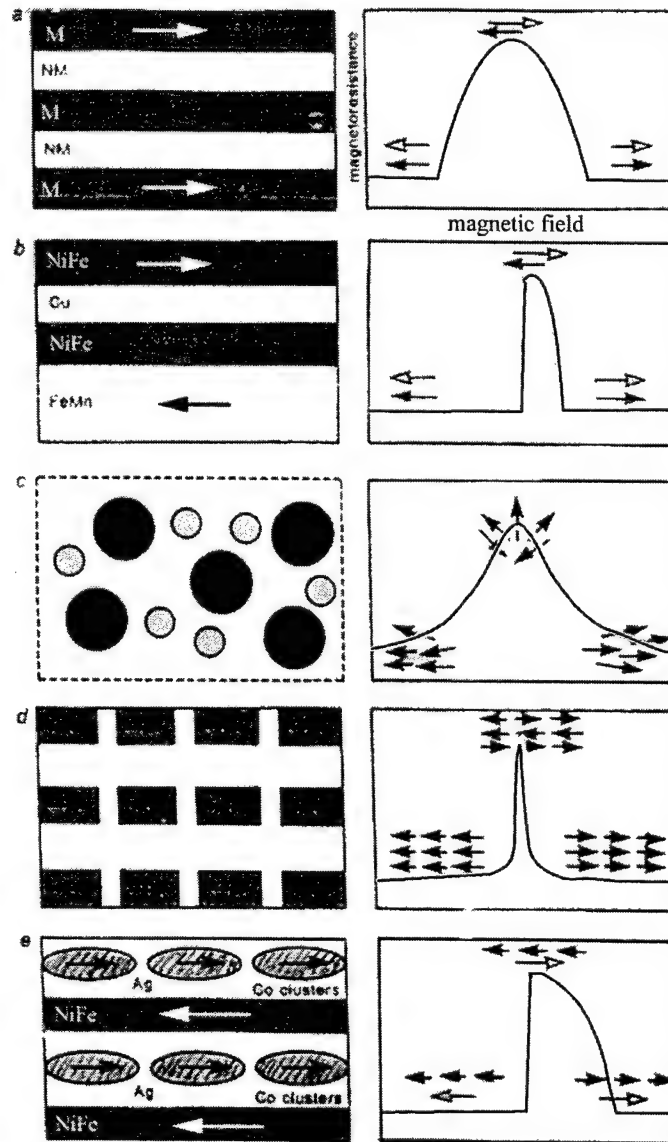 a
M
NM
M
NM
M
magnetoresistance
magnetic field
b
NiFe
Cu
NiFe
FeMn
c
d
e
Ag
Co clusters
NiFe
Ag
Co clusters
NiFe